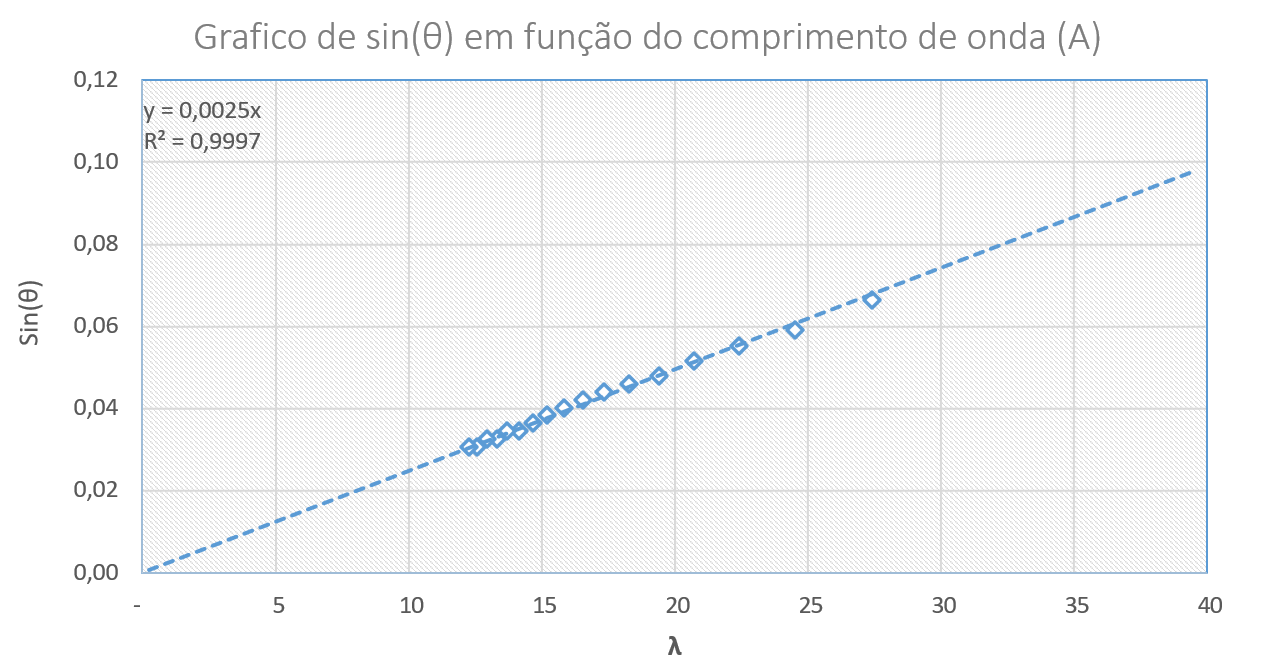 Grafico de sin(θ) em função do comprimento de onda (A)
0,12
y = 0,0025x
R² = 0,9997
0,10
0,08
Sin(θ)
0,06
0,04
0,02
0,00
- 5 10 15 20 25 30 35 40
λ